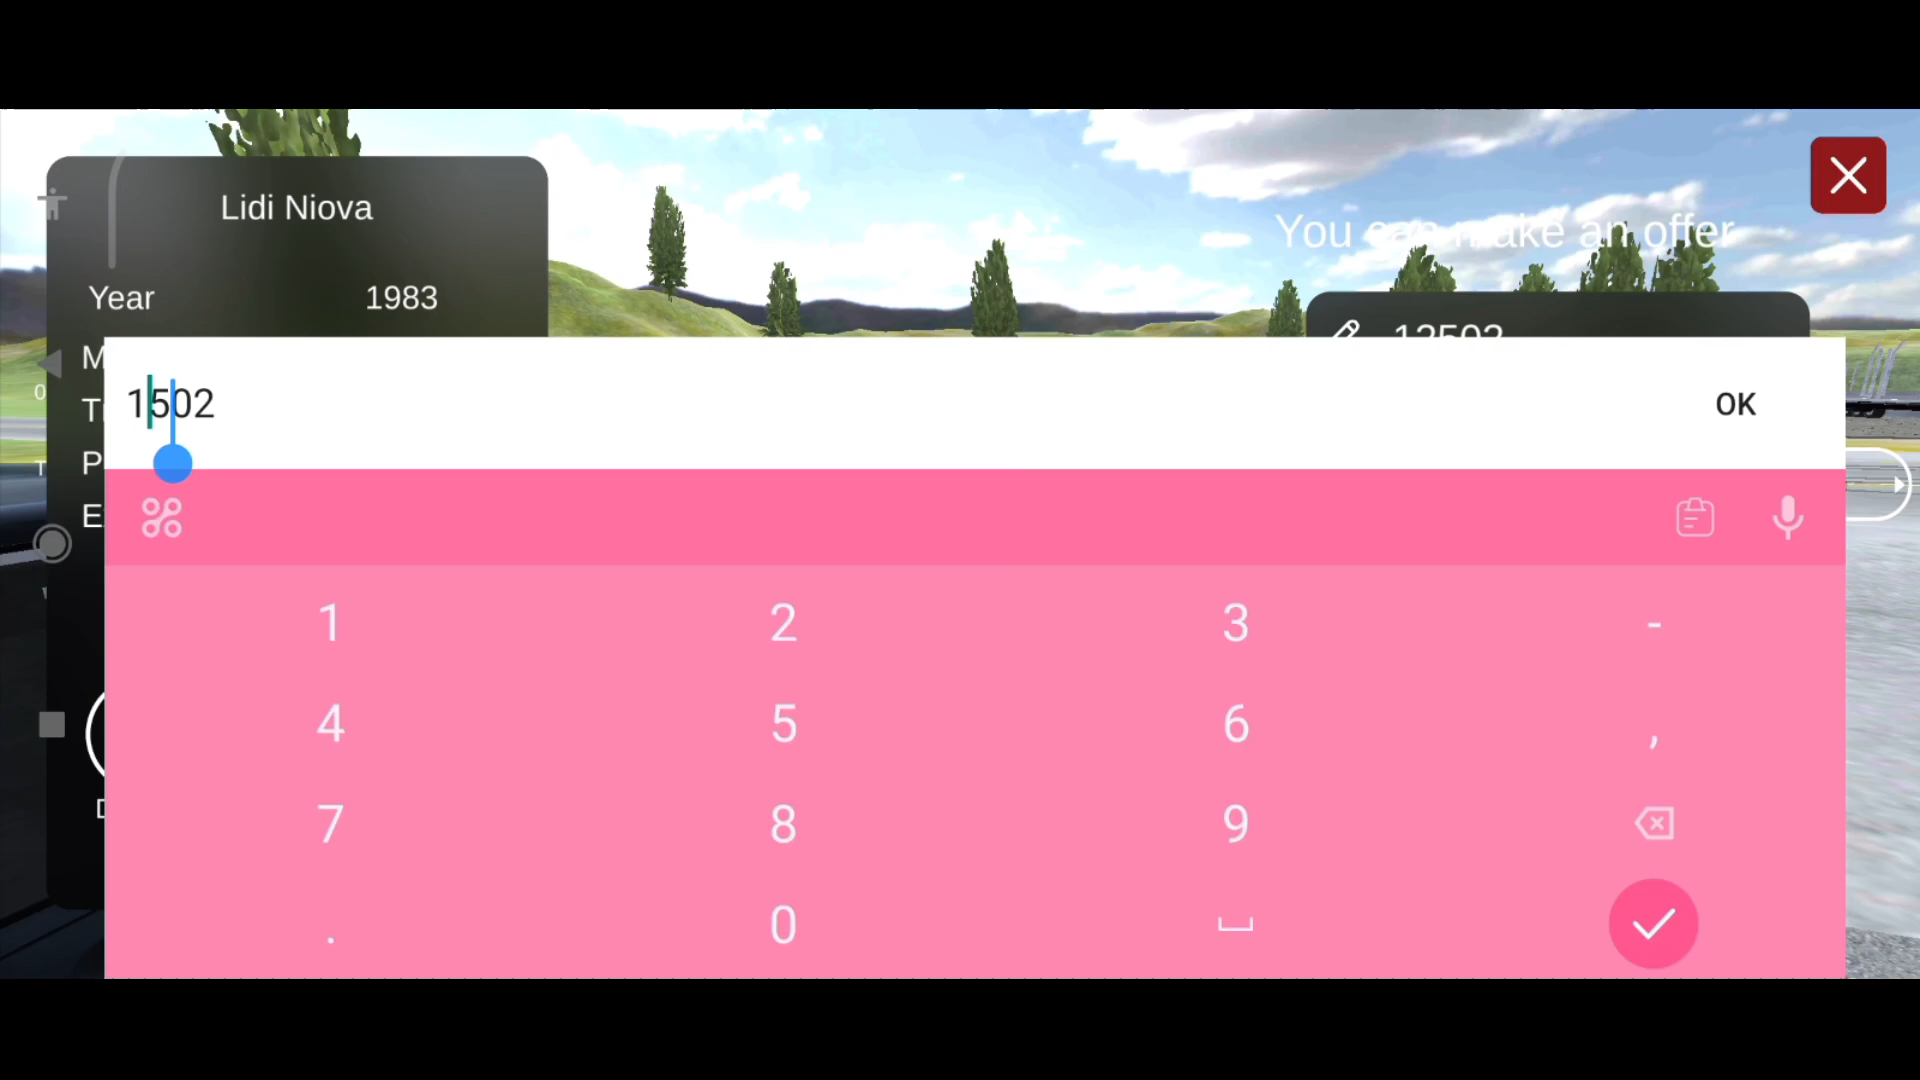 Lidi Niova
You can make an offer
Year 1983
12502
M
1502
OK
T
P
E
1 2 3 -
4 5 6 ,
7 8 9
. 0